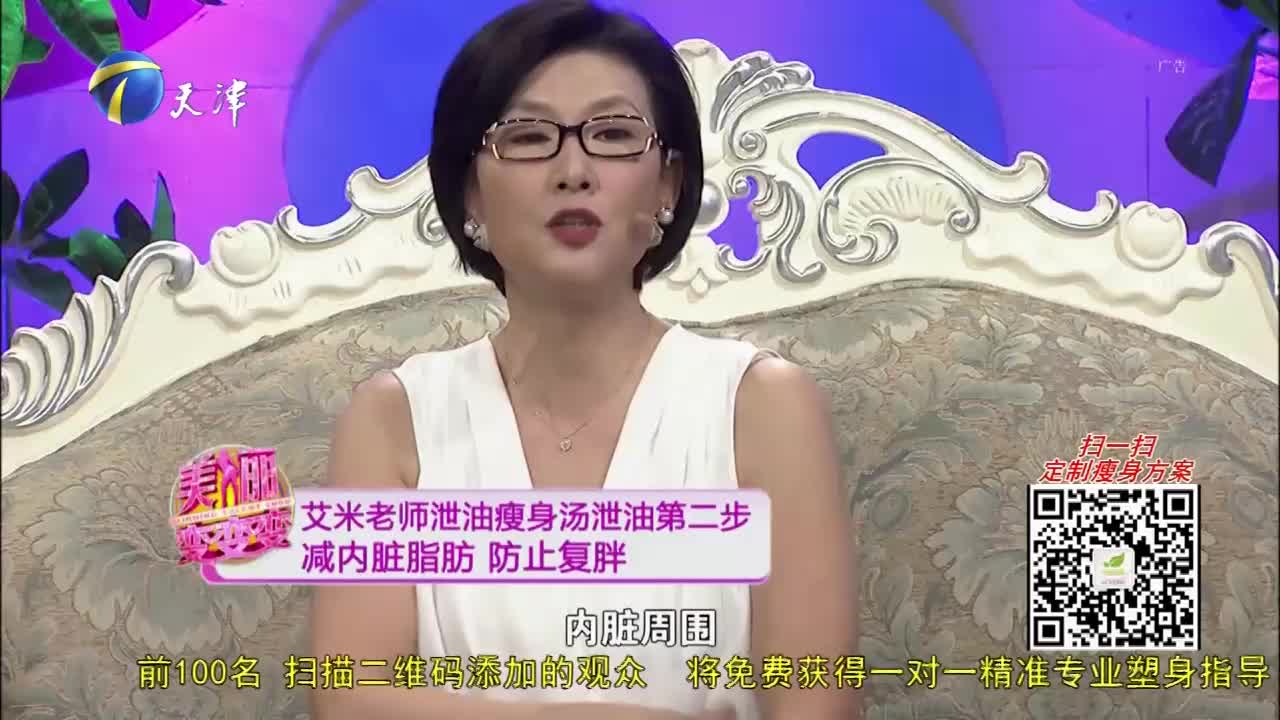 天津
广告
扫一扫
定制瘦身方案
美丽
变变变
艾米老师泄油瘦身汤泄油第二步
减内脏脂肪 防止复胖
内脏周围
前100名 扫描二维码添加的观众 将免费获得一对一精准专业塑身指导